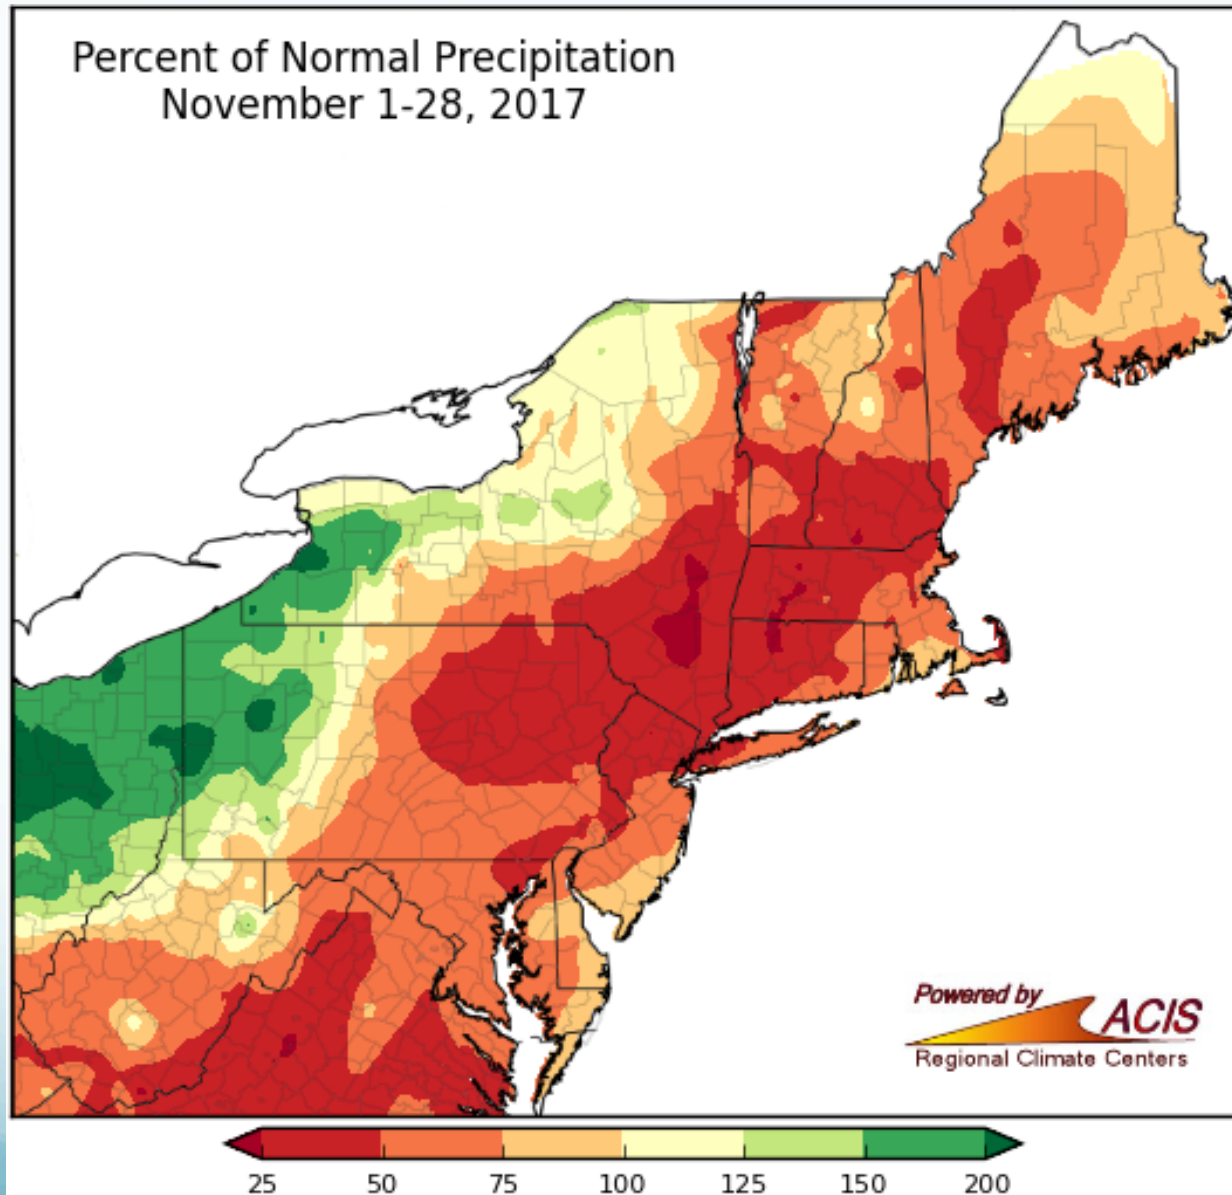 Percent of Normal Precipitation
November 1-28, 2017
Powered by
ACIS
Regional Climate Centers
25 50 75 100 125 150 200